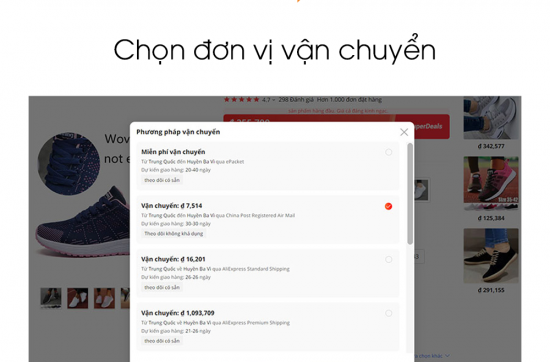 Chọn đơn vị vận chuyển
4.7 - 298 Đánh giá Hơn 1.000 đơn đặt hàng
SuperDeals
Phương pháp vận chuyển
Miễn phí vận chuyển
Từ Trung Quốc đến Huyện Ba Vì qua ePacket
Dự kiến giao hàng: 20-40 ngày
theo dõi có sẵn
Vận chuyển: ₫ 7,514
Từ Trung Quốc đến Huyện Ba Vì qua China Post Registered Air Mail
Dự kiến giao hàng: 30-35 ngày
Theo dõi không khả dụng
Vận chuyển: ₫ 16,201
Từ Trung Quốc về Huyện Ba Vì qua AliExpress Standard Shipping
Dự kiến giao hàng: 26-26 ngày
theo dõi có sẵn
Vận chuyển: ₫ 1,093,709
Từ Trung Quốc về Huyện Ba Vì qua AliExpress Premium Shipping
Dự kiến giao hàng: 21-26 ngày
theo dõi có sẵn
₫ 342,577
₫ 125,384
₫ 291,155